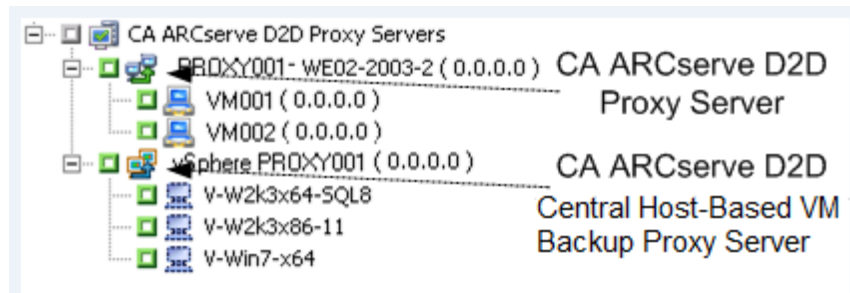 CA ARCserve D2D Proxy Servers
PROXY001- WE02-2003-2 ( 0.0.0.0 )
CA ARCserve D2D
Proxy Server
VM001 ( 0.0.0.0 )
VM002 ( 0.0.0.0 )
vSphere PROXY001 ( 0.0.0.0 )
CA ARCserve D2D
Central Host-Based VM
Backup Proxy Server
V-W2k3x64-SQL8
V-W2k3x86-11
V-Win7-x64